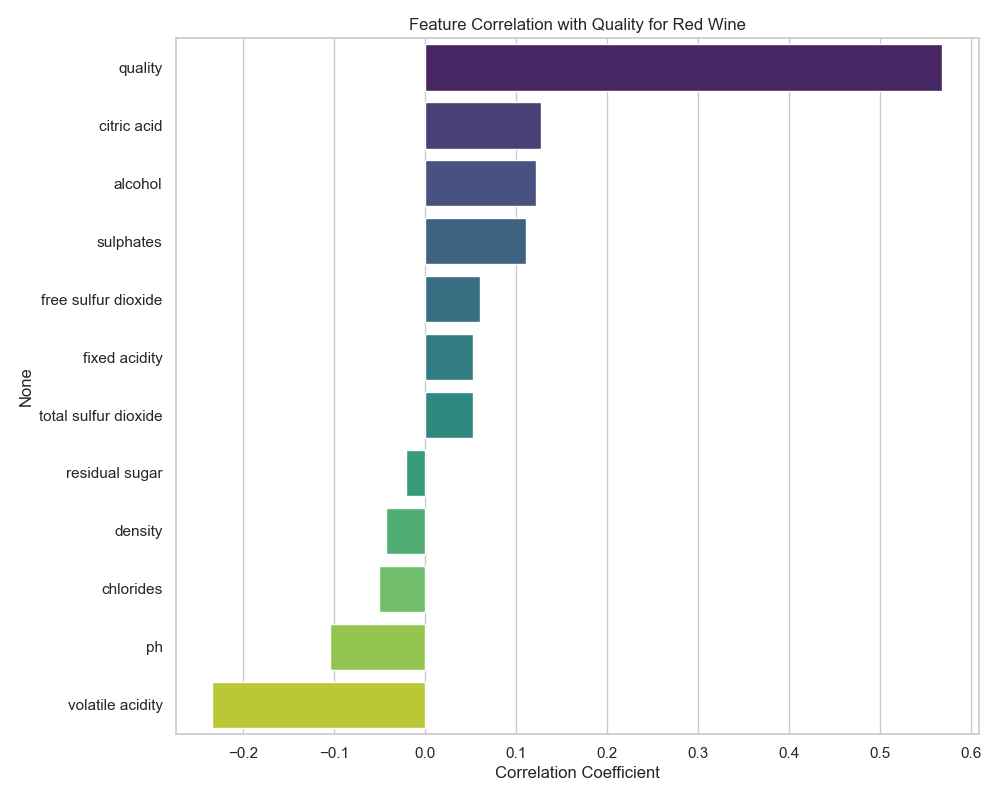 Feature Correlation with Quality for Red Wine
quality
citric acid
alcohol
sulphates
free sulfur dioxide
fixed acidity
total sulfur dioxide
residual sugar
density
chlorides
ph
volatile acidity
None
−0.2 −0.1 0.0 0.1 0.2 0.3 0.4 0.5 0.6
Correlation Coefficient